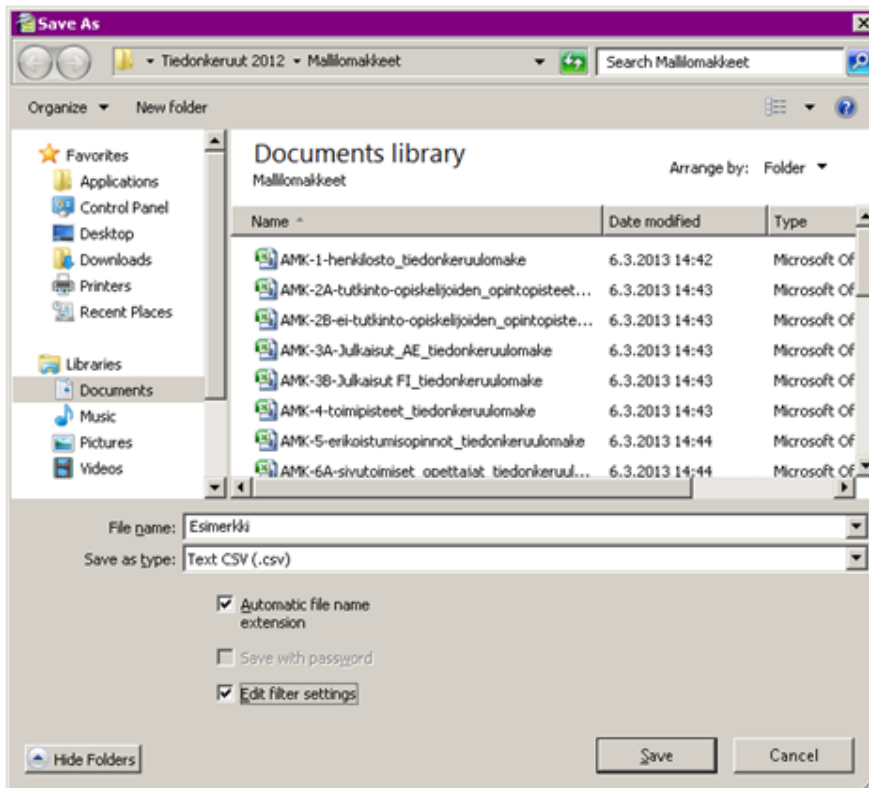 Save As
Tiedonkeruut 2012 Mallilomakkeet Search Mallilomakkeet
Organize New folder
Favorites
Applications
Control Panel
Desktop
Downloads
Printers
Recent Places
Libraries
Documents
Music
Pictures
Videos
Documents library
Mallilomakkeet
Arrange by: Folder
Name Date modified Type
AMK-1-henkilosto_tiedonkeruulomake 6.3.2013 14:42 Microsoft Of
AMK-2A-tutkinto-opiskelijoiden_opintopisteet... 6.3.2013 14:43 Microsoft Of
AMK-2B-ei-tutkinto-opiskelijoiden_opintopiste... 6.3.2013 14:43 Microsoft Of
AMK-3A-Julkaisut_AE_tiedonkeruulomake 6.3.2013 14:43 Microsoft Of
AMK-3B-Julkaisut FI_tiedonkeruulomake 6.3.2013 14:43 Microsoft Of
AMK-4-toimipisteet_tiedonkeruulomake 6.3.2013 14:43 Microsoft Of
AMK-5-erikoistumisopinnot_tiedonkeruulomake 6.3.2013 14:44 Microsoft Of
AMK-6A-sivutoimiset_opettajat_tiedonkeruul... 6.3.2013 14:44 Microsoft Of
File name: Esimerkki
Save as type: Text CSV (.csv)
Automatic file name
extension
Save with password
Edit filter settings
Hide Folders Save Cancel